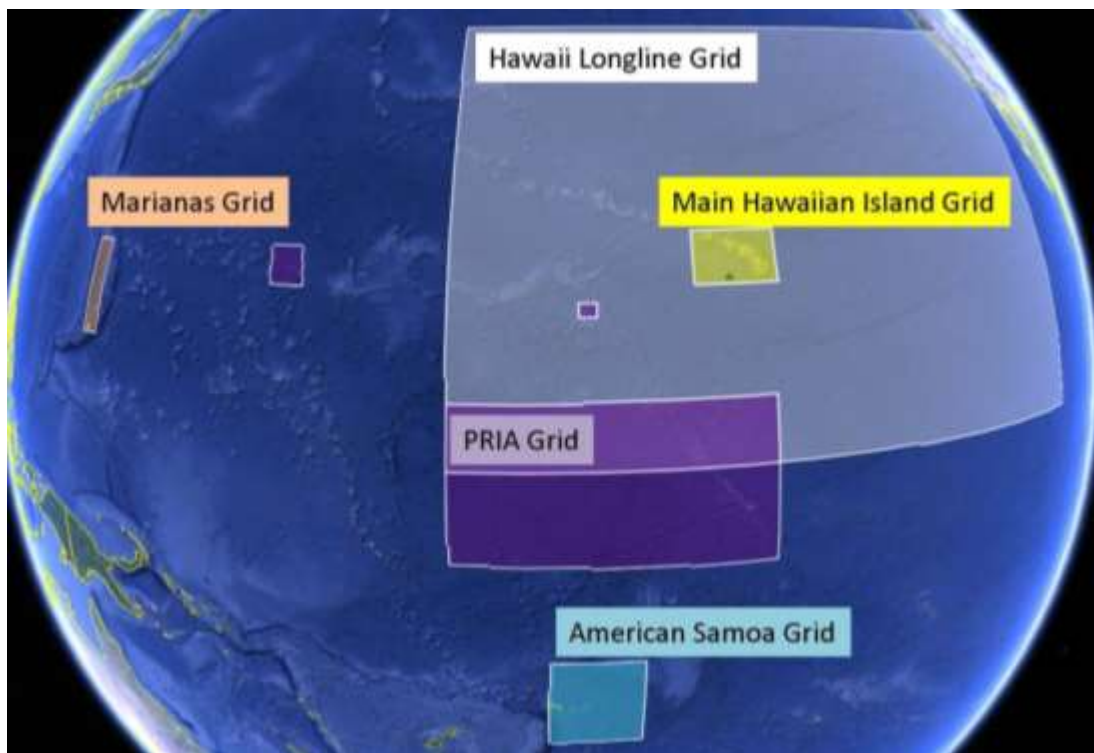 Hawaii Longline Grid
Marianas Grid
Main Hawaiian Island Grid
PRIA Grid
American Samoa Grid